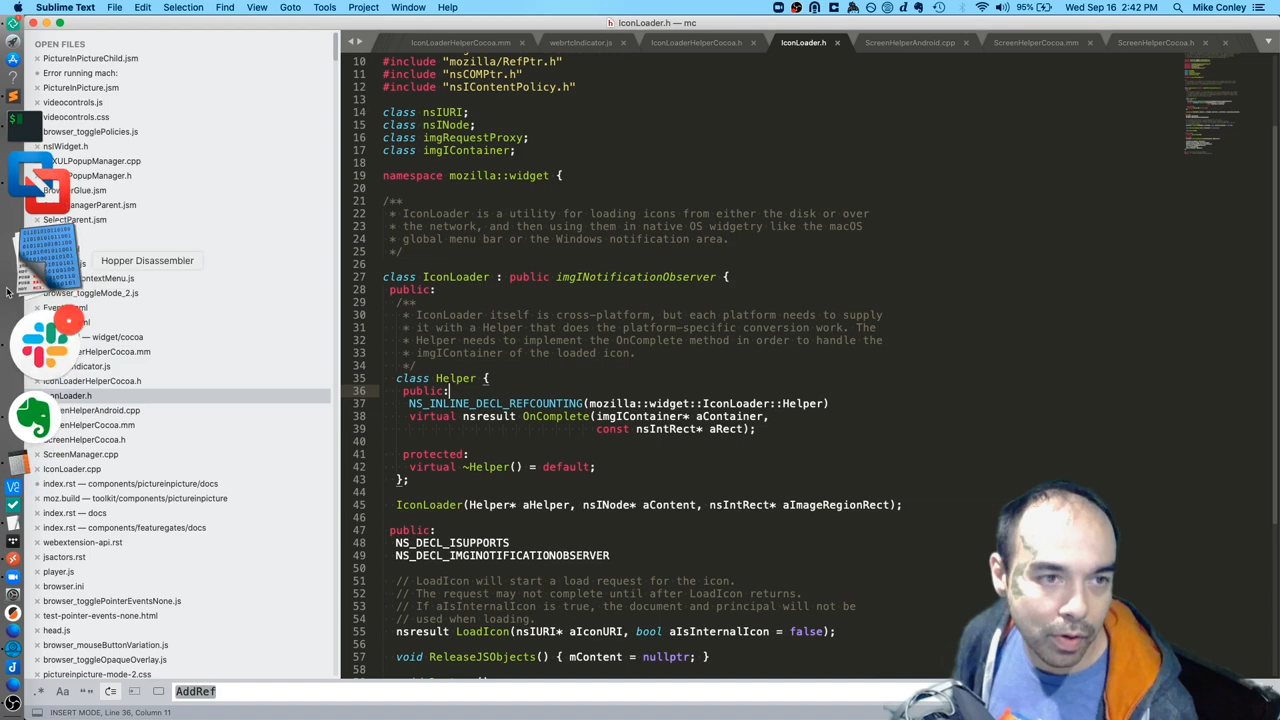 Sublime Text File Edit Selection Find View Goto Tools Project Window Help 95% Wed Sep 16 2:42 PM Mike Conley
IconLoader.h — mc
OPEN FILES
IconLoaderHelperCocoa.mm webrtcIndicator.js IconLoaderHelperCocoa.h IconLoader.h ScreenHelperAndroid.cpp ScreenHelperCocoa.mm ScreenHelperCocoa.h
PictureInPictureChild.jsm
Error running mach:
PictureInPicture.jsm
videocontrols.js
videocontrols.css
browser_togglePolicies.js
nsIWidget.h
XULPopupManager.cpp
opupManager.h
BrowserGlue.jsm
ManagerParent.jsm
SelectParent.jsm
Hopper Disassembler
ontextMenu.js
browser_toggleMode_2.js
— widget/cocoa
erHelperCocoa.mm
ndicator.js
IconLoaderHelperCocoa.h
IconLoader.h
eenHelperAndroid.cpp
eenHelperCocoa.mm
ScreenHelperCocoa.h
ScreenManager.cpp
IconLoader.cpp
index.rst — components/pictureinpicture/docs
moz.build — toolkit/components/pictureinpicture
index.rst — docs
index.rst — components/featuregates/docs
webextension-api.rst
jsactors.rst
player.js
browser.ini
browser_togglePointerEventsNone.js
test-pointer-events-none.html
head.js
browser_mouseButtonVariation.js
browser_toggleOpaqueOverlay.js
pictureinpicture-mode-2.css
10 #include "mozilla/RefPtr.h"
11 #include "nsCOMPtr.h"
12 #include "nsIContentPolicy.h"
13
14 class nsIURI;
15 class nsINode;
16 class imgRequestProxy;
17 class imgIContainer;
18
19 namespace mozilla::widget {
20
21 /**
22 * IconLoader is a utility for loading icons from either the disk or over
23 * the network, and then using them in native OS widgetry like the macOS
24 * global menu bar or the Windows notification area.
25 */
26
27 class IconLoader : public imgINotificationObserver {
28 public:
29 /**
30 * IconLoader itself is cross-platform, but each platform needs to supply
31 * it with a Helper that does the platform-specific conversion work. The
32 * Helper needs to implement the OnComplete method in order to handle the
33 * imgIContainer of the loaded icon.
34 */
35 class Helper {
36 public:
37 NS_INLINE_DECL_REFCOUNTING(mozilla::widget::IconLoader::Helper)
38 virtual nsresult OnComplete(imgIContainer* aContainer,
39 const nsIntRect* aRect);
40
41 protected:
42 virtual ~Helper() = default;
43 };
44
45 IconLoader(Helper* aHelper, nsINode* aContent, nsIntRect* aImageRegionRect);
46
47 public:
48 NS_DECL_ISUPPORTS
49 NS_DECL_IMGINOTIFICATIONOBSERVER
50
51 // LoadIcon will start a load request for the icon.
52 // The request may not complete until after LoadIcon returns.
53 // If aIsInternalIcon is true, the document and principal will not be
54 // used when loading.
55 nsresult LoadIcon(nsIURI* aIconURI, bool aIsInternalIcon = false);
56
57 void ReleaseJSObjects() { mContent = nullptr; }
58
.* Aa AddRef
INSERT MODE, Line 36, Column 11